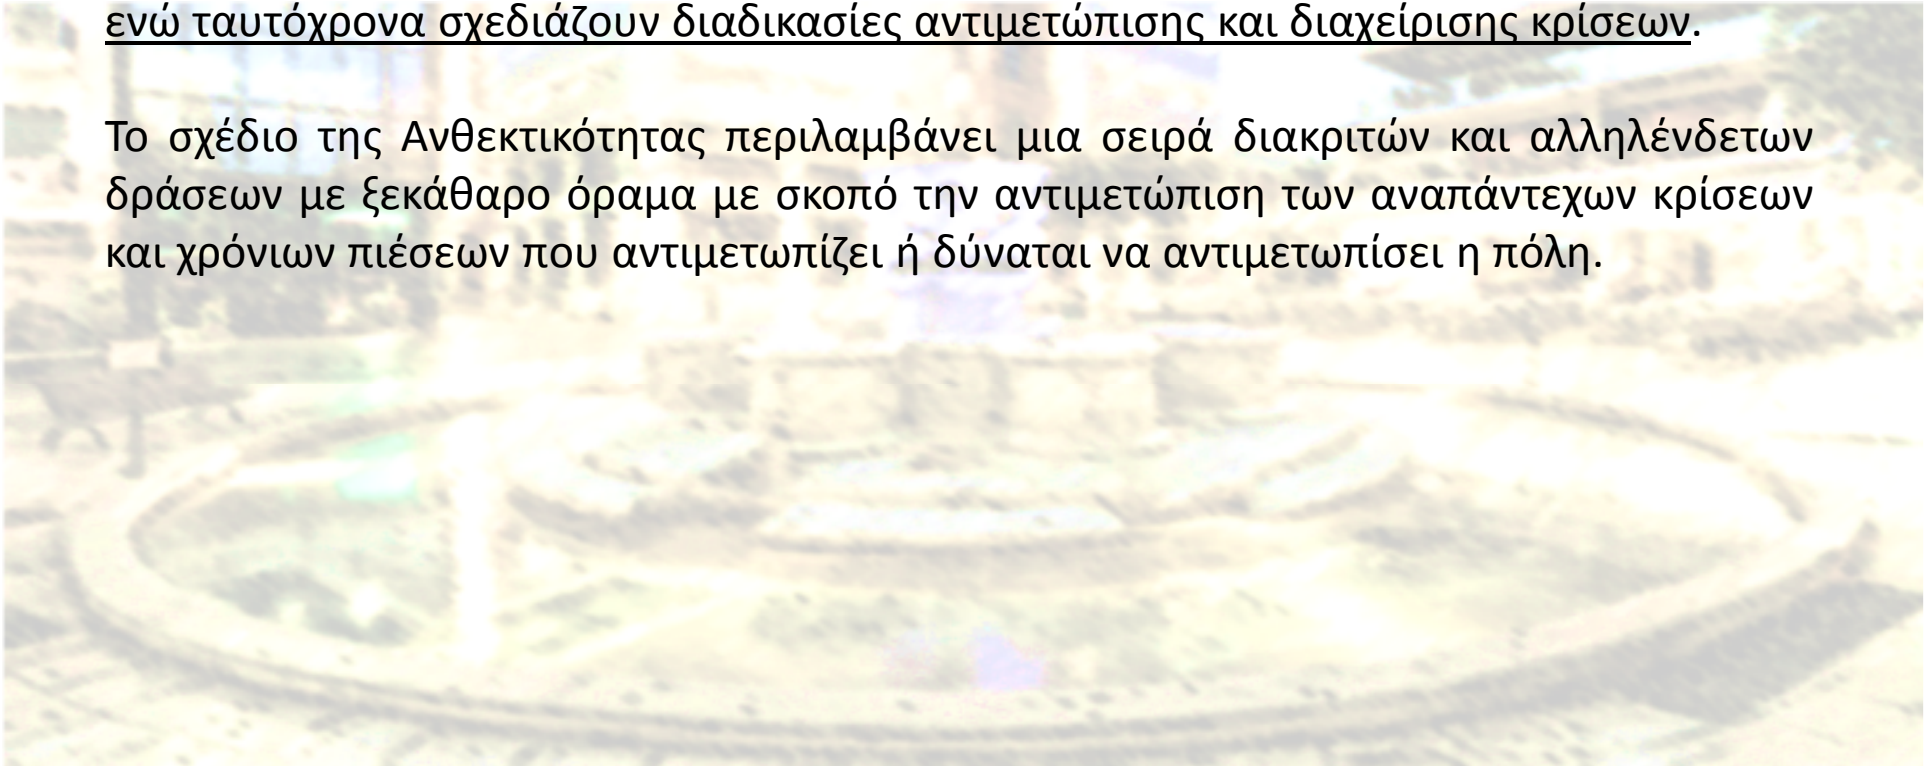 ενώ ταυτόχρονα σχεδιάζουν διαδικασίες αντιμετώπισης και διαχείρισης κρίσεων.
Το σχέδιο της Ανθεκτικότητας περιλαμβάνει μια σειρά διακριτών και αλληλένδετων
δράσεων με ξεκάθαρο όραμα με σκοπό την αντιμετώπιση των αναπάντεχων κρίσεων
και χρόνιων πιέσεων που αντιμετωπίζει ή δύναται να αντιμετωπίσει η πόλη.